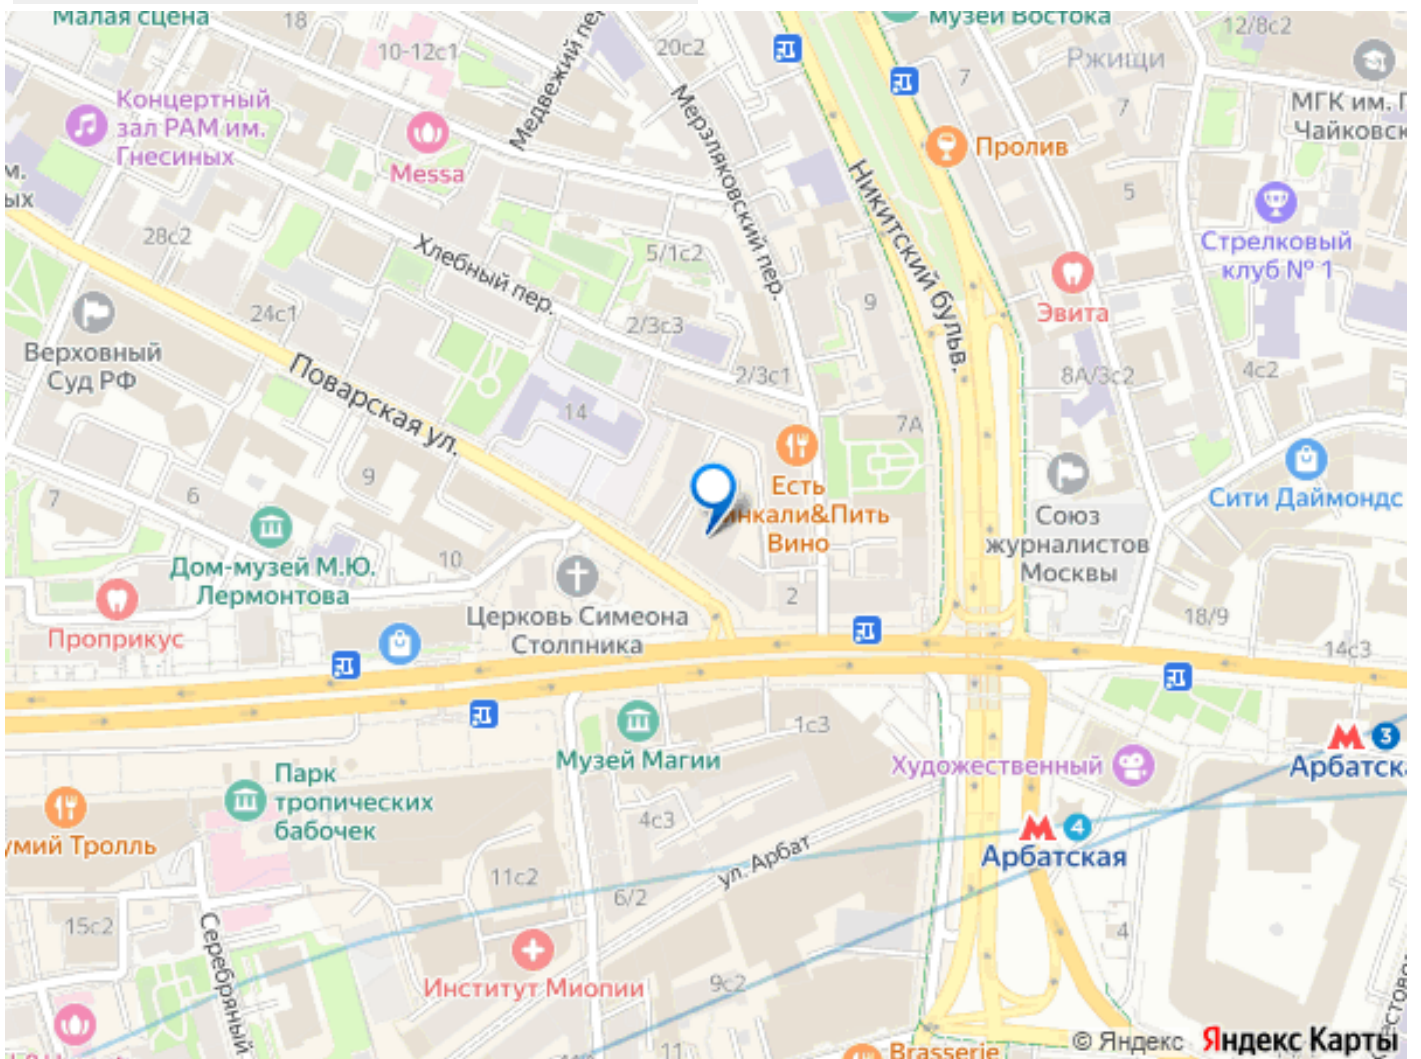 Малая сцена
18
10-12с1
Медвежий пер
20с2
музей Востока
12/8с2
Ржищи
7
МГК им. П
Чайковск
Концертный
зал РАМ им.
Гнесиных
Messa
Мерзляковский пер.
Никитский бульв.
Пролив
7
5
Стрелковый
клуб № 1
м.
ых
28с2
Хлебный пер.
5/1с2
9
Эвита
24с1
2/3с3
Верховный
Суд РФ
Поварская ул.
2/3с1
8А/3с2
4с2
14
7А
9
7
6
Есть
инкали&Пить
Вино
Сити Даймондс
Союз
журналистов
Москвы
10
Дом-музей М.Ю.
Лермонтова
2
Проприкус
Церковь Симеона
Столпника
18/9
14с3
1с3
Музей Магии
Художественный
3
Арбатска
Парк
тропических
бабочек
умий Тролль
4с3
4
Арбатская
ул. Арбат
11с2
6/2
15с2
Серебряный
4
Институт Миопии
9с2
11
Brasserie
© Яндекс Яндекс Карты